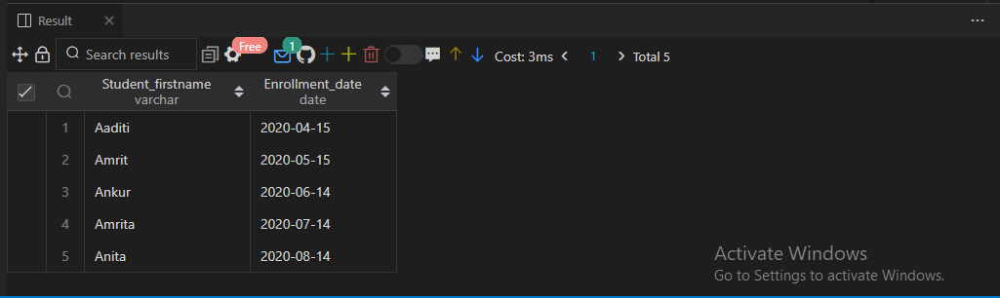 Result
Search results Free 1 Cost: 3ms 1 Total 5
Student_firstname Enrollment_date
varchar date
1 Aaditi 2020-04-15
2 Amrit 2020-05-15
3 Ankur 2020-06-14
4 Amrita 2020-07-14
5 Anita 2020-08-14
Activate Windows
Go to Settings to activate Windows.